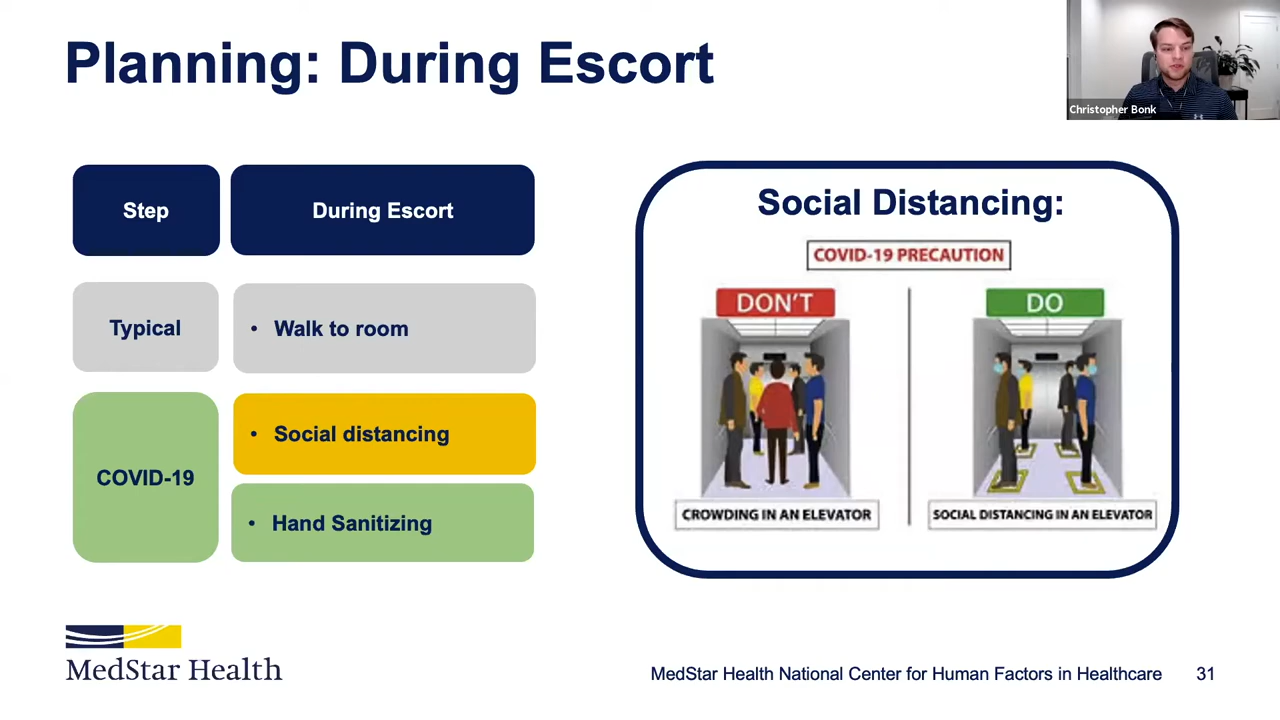 Planning: During Escort
Christopher Bonk
Step
During Escort
Typical
• Walk to room
COVID-19
• Social distancing
• Hand Sanitizing
Social Distancing:
COVID-19 PRECAUTION
DON'T
DO
CROWDING IN AN ELEVATOR
SOCIAL DISTANCING IN AN ELEVATOR
MedStar Health
MedStar Health National Center for Human Factors in Healthcare
31